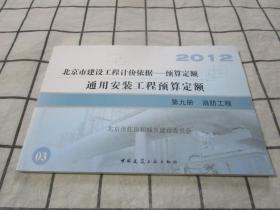 2012
北京市建设工程计价依据—预算定额
通用安装工程预算定额
第九册 消防工程
北京市住房和城乡建设委员会
03
中国建筑工业出版社